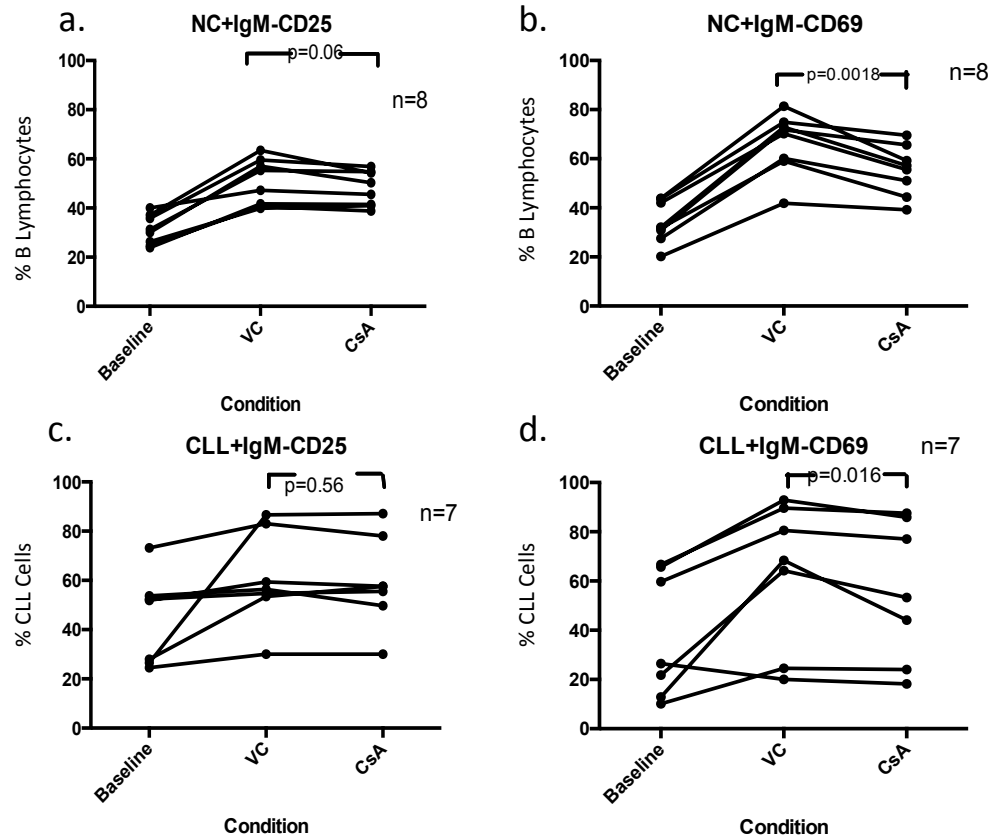 a.
NC+IgM-CD25
p=0.06
n=8
% B Lymphocytes
100
80
60
40
20
0
Baseline
VC
CsA
Condition
b.
NC+IgM-CD69
p=0.0018
n=8
% B Lymphocytes
100
80
60
40
20
0
Baseline
VC
CsA
Condition
c.
CLL+IgM-CD25
p=0.56
n=7
% CLL Cells
100
80
60
40
20
0
Baseline
VC
CsA
Condition
d.
CLL+IgM-CD69
n=7
p=0.016
% CLL Cells
100
80
60
40
20
0
Baseline
VC
CsA
Condition